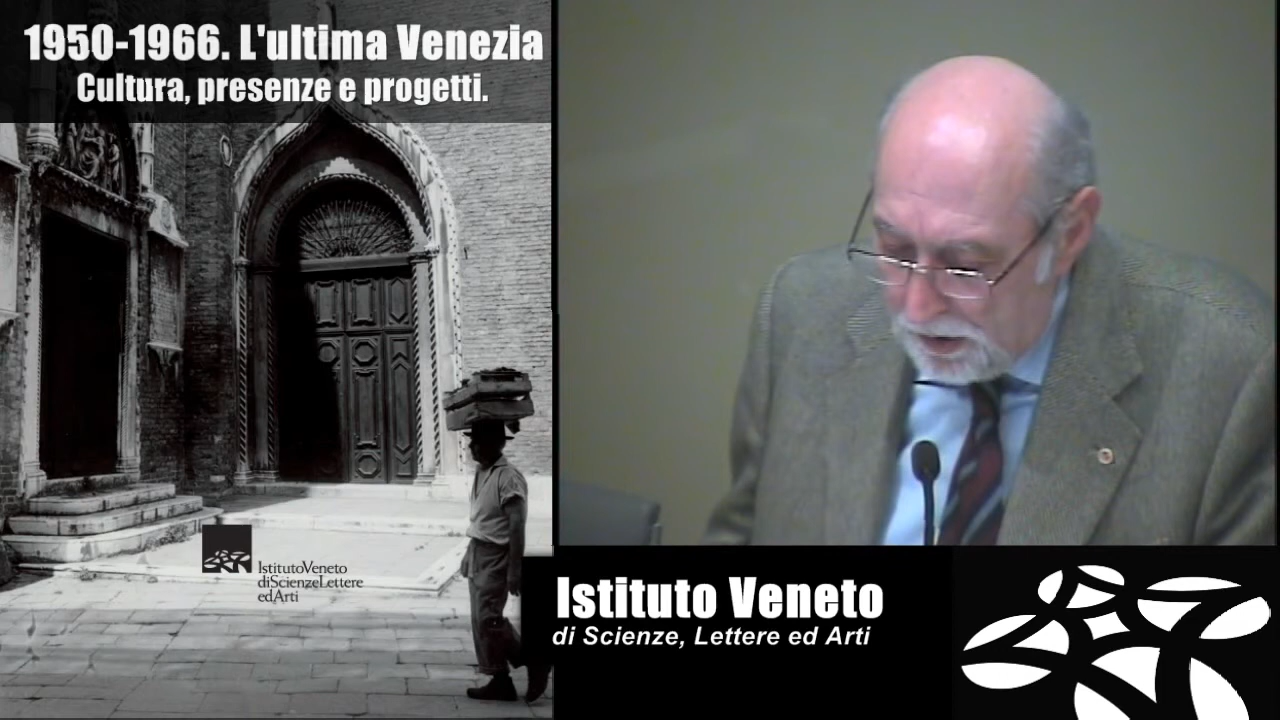 1950-1966. L'ultima Venezia
Cultura, presenze e progetti.
IstitutoVeneto
diScienzeLettere
edArti
Istituto Veneto
di Scienze, Lettere ed Arti